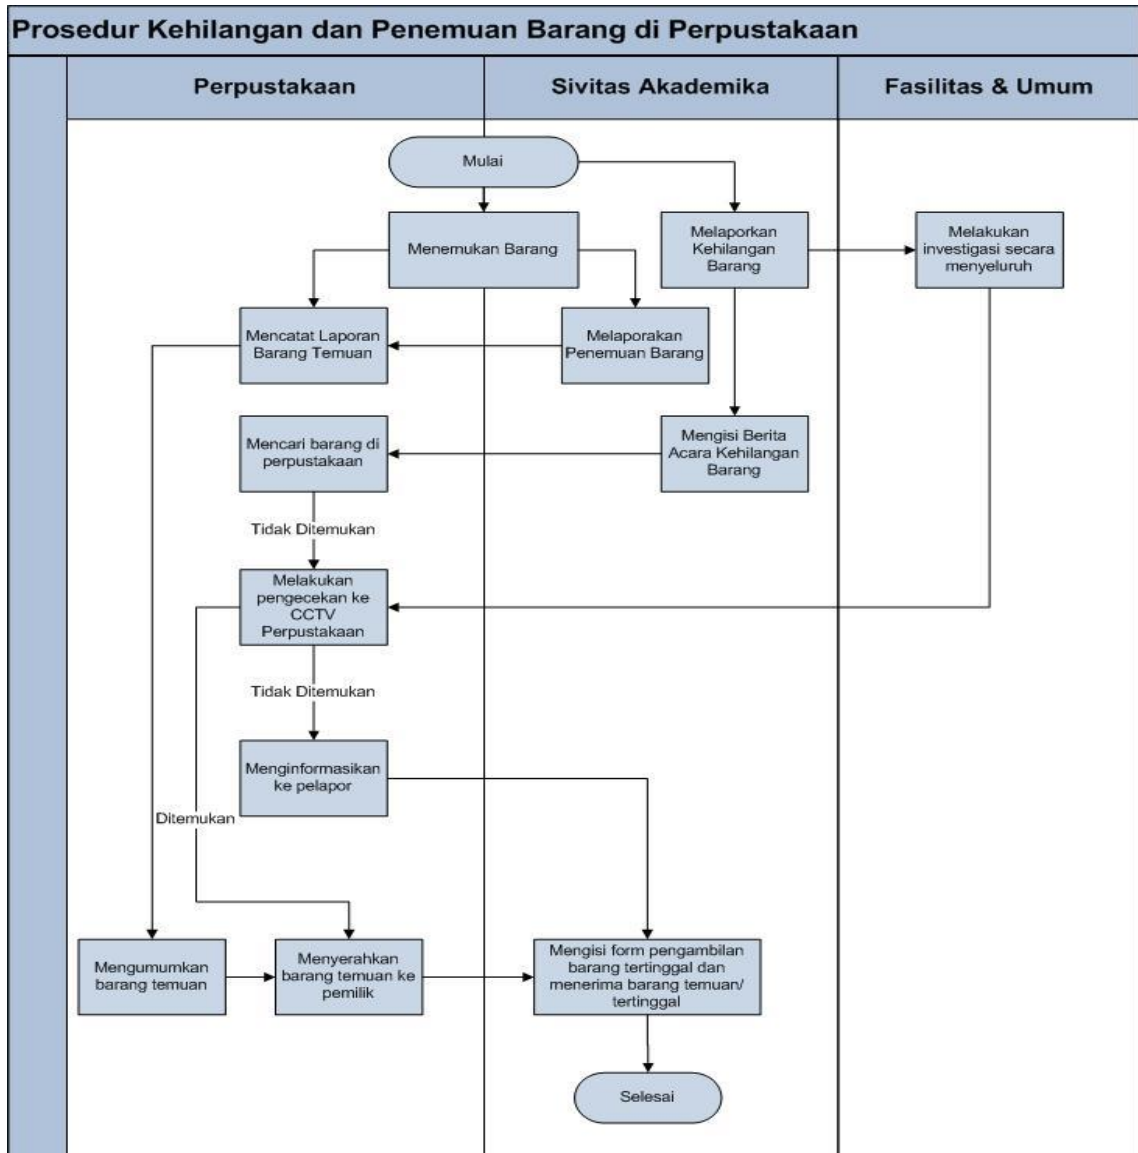 Prosedur Kehilangan dan Penemuan Barang di Perpustakaan
Perpustakaan
Sivitas Akademika
Fasilitas & Umum
Mulai
Menemukan Barang
Melaporkan
Kehilangan
Barang
Melakukan
investigasi secara
menyeluruh
Mencatat Laporan
Barang Temuan
Melaporakan
Penemuan Barang
Mencari barang di
perpustakaan
Mengisi Berita
Acara Kehilangan
Barang
Tidak Ditemukan
Melakukan
pengecekan ke
CCTV
Perpustakaan
Tidak Ditemukan
Menginformasikan
ke pelapor
Ditemukan
Mengumumkan
barang temuan
Menyerahkan
barang temuan ke
pemilik
Mengisi form pengambilan
barang tertinggal dan
menerima barang temuan/
tertinggal
Selesai